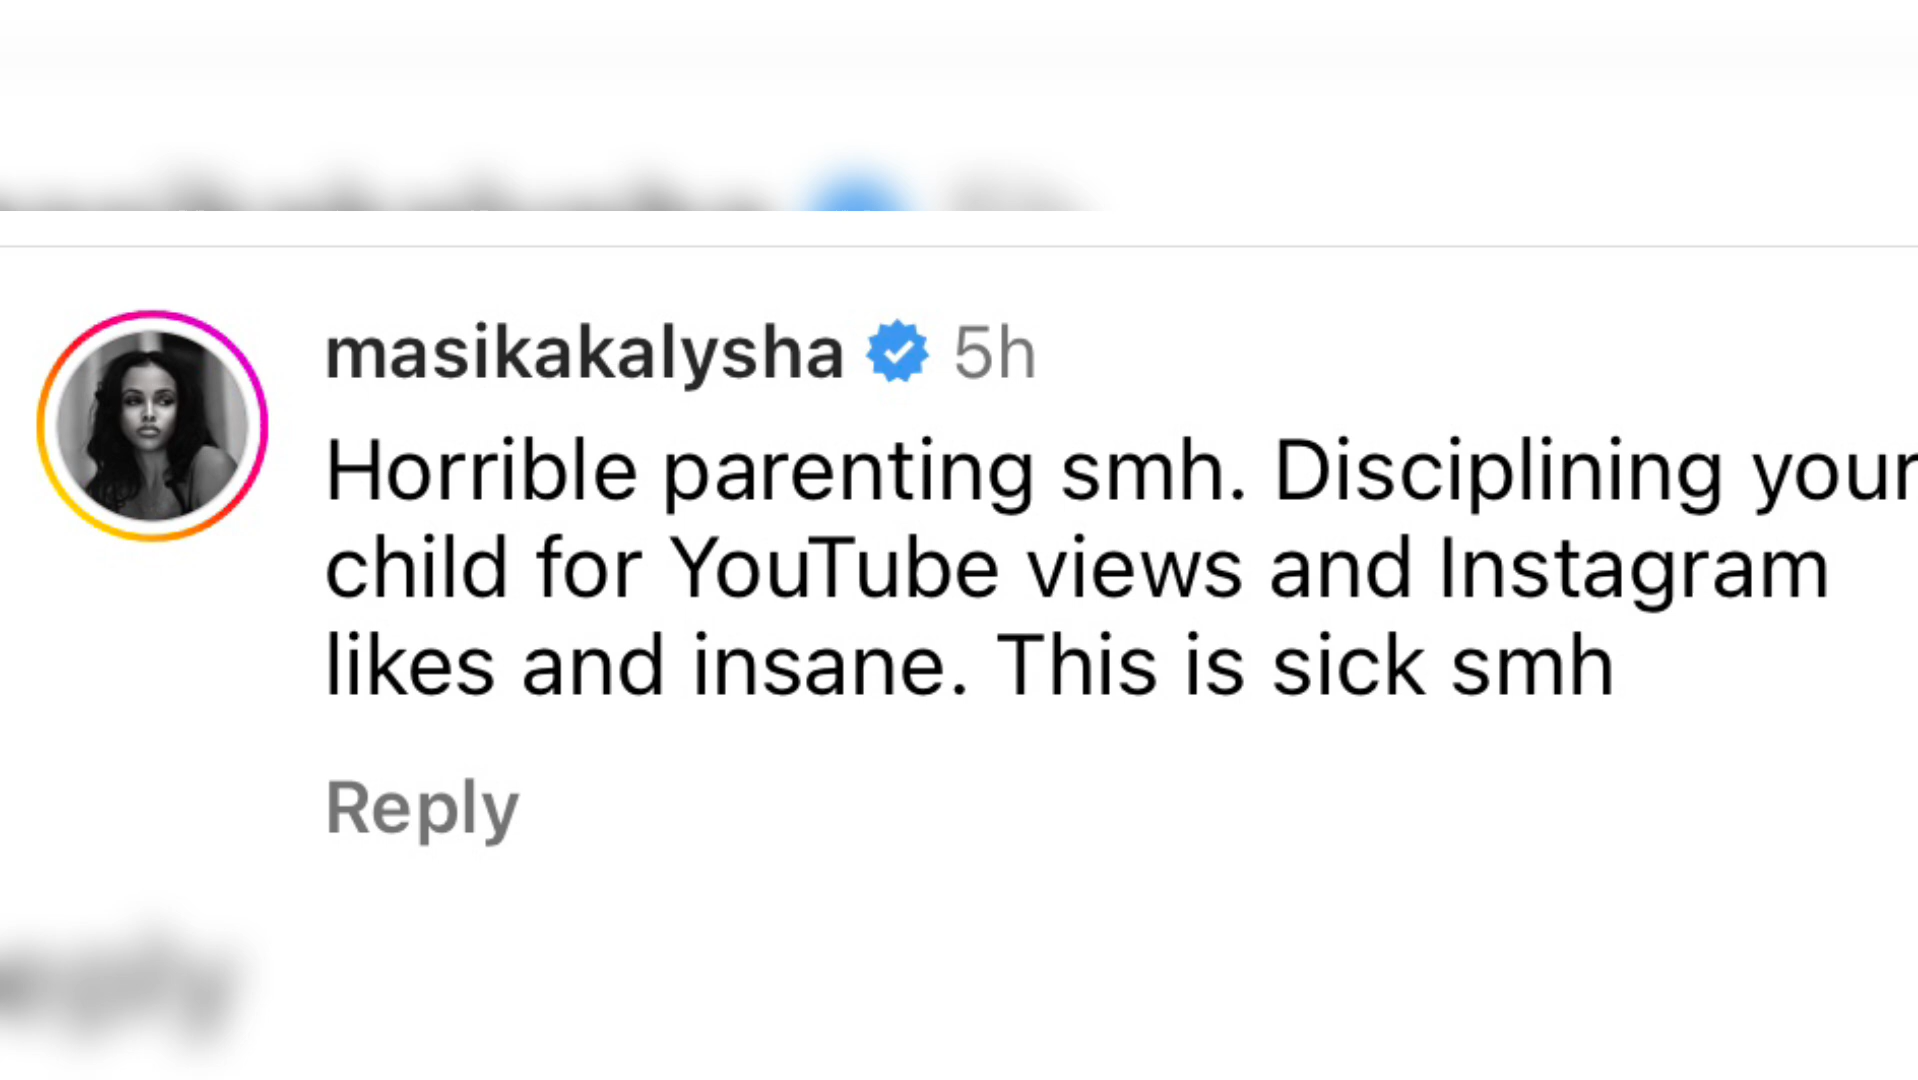 masikakalysha 5h
Horrible parenting smh. Disciplining your
child for YouTube views and Instagram
likes and insane. This is sick smh
Reply